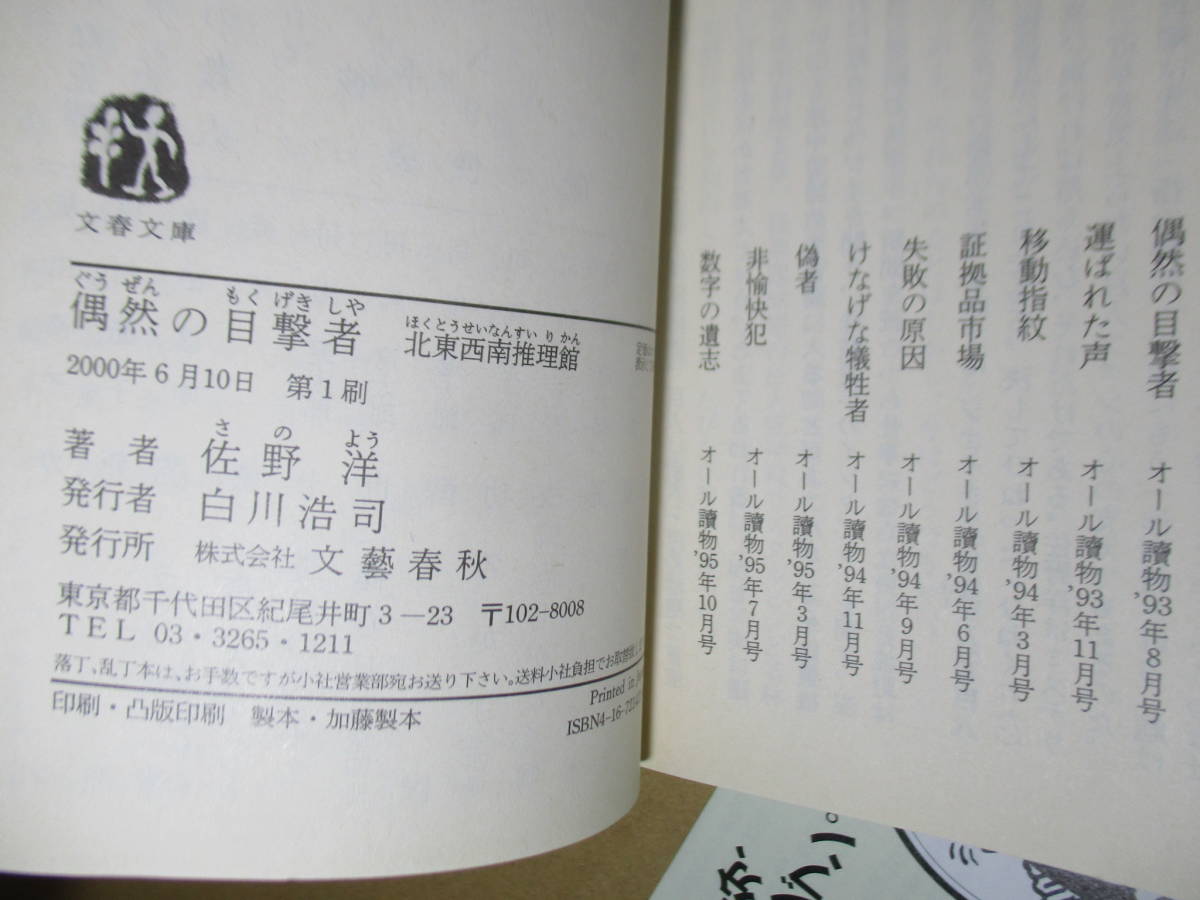 偶然の目撃者 オール讀物'93年8月号
運ばれた声 オール讀物'93年11月号
移動指紋 オール讀物'94年3月号
証拠品市場 オール讀物'94年6月号
失敗の原因 オール讀物'94年9月号
けなげな犠牲者 オール讀物'94年11月号
偽者 オール讀物'95年3月号
非愉快犯 オール讀物'95年7月号
数字の遺志 オール讀物'95年10月号
文春文庫
ぐうぜん もくげきしや ほくとうせいなんすいりかん
偶然の目撃者 北東西南推理館
2000年6月10日 第1刷
さのよう
著者 佐野洋
発行者 白川浩司
発行所 株式会社 文藝春秋
東京都千代田区紀尾井町3—23 〒102-8008
TEL 03・3265・1211
落丁、乱丁本は、お手数ですが小社営業部宛お送り下さい。送料小社負担でお取替
Printed in
印刷・凸版印刷 製本・加藤製本
ISBN4-16-